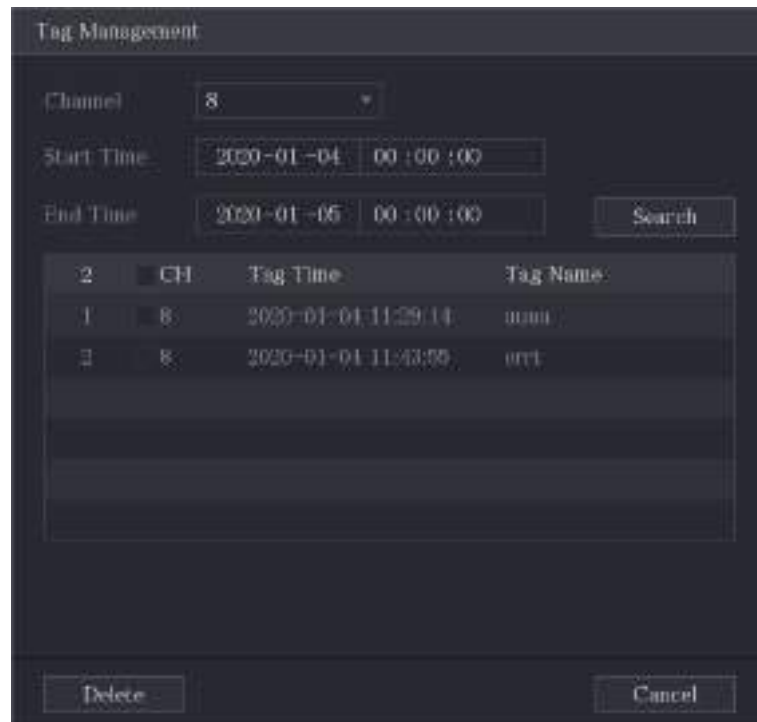 Tag Management
Channel 8
Start Time 2020-01-04 00:00:00
End Time 2020-01-05 00:00:00 Search
2 CH Tag Time Tag Name
1 8 2020-01-04 11:29:14
2 8 2020-01-04 11:43:55
Delete Cancel